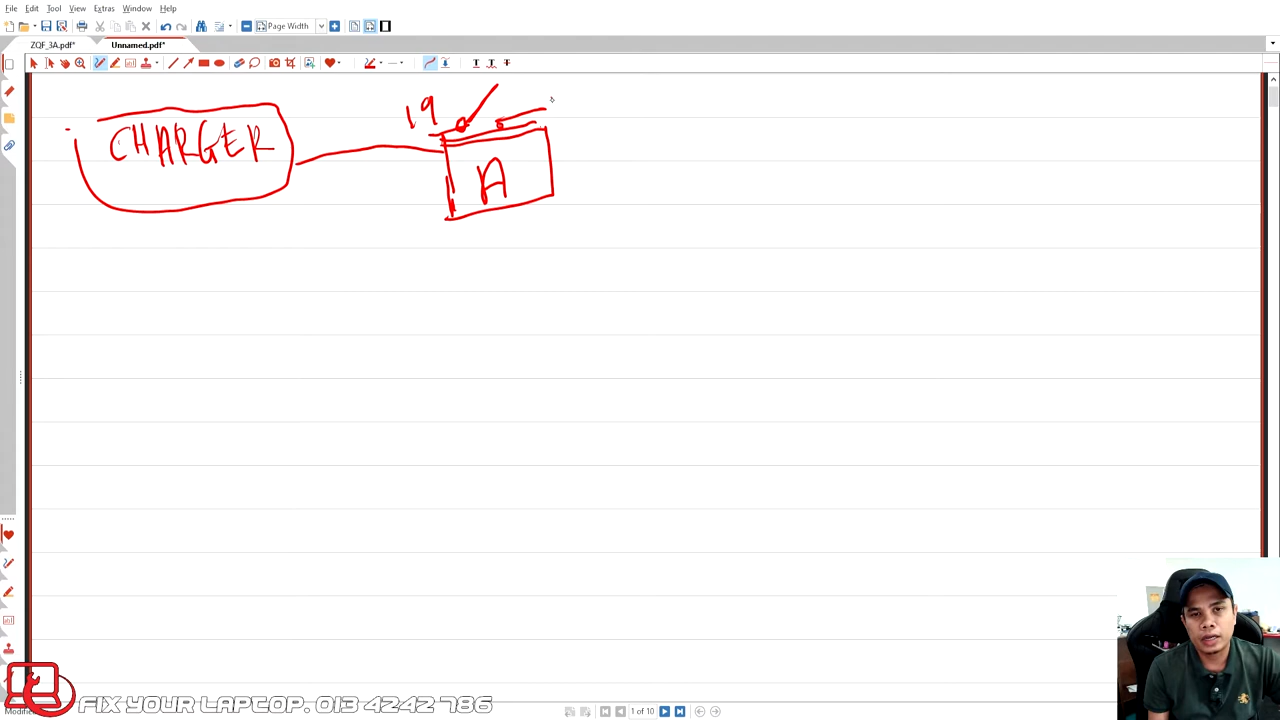 File Edit Tool View Extras Window Help
Page Width
ZQF_3A.pdf* Unnamed.pdf*
T T T
19
CHARGER
A
FIX YOUR LAPTOP. 013 4242 786
1 of 10